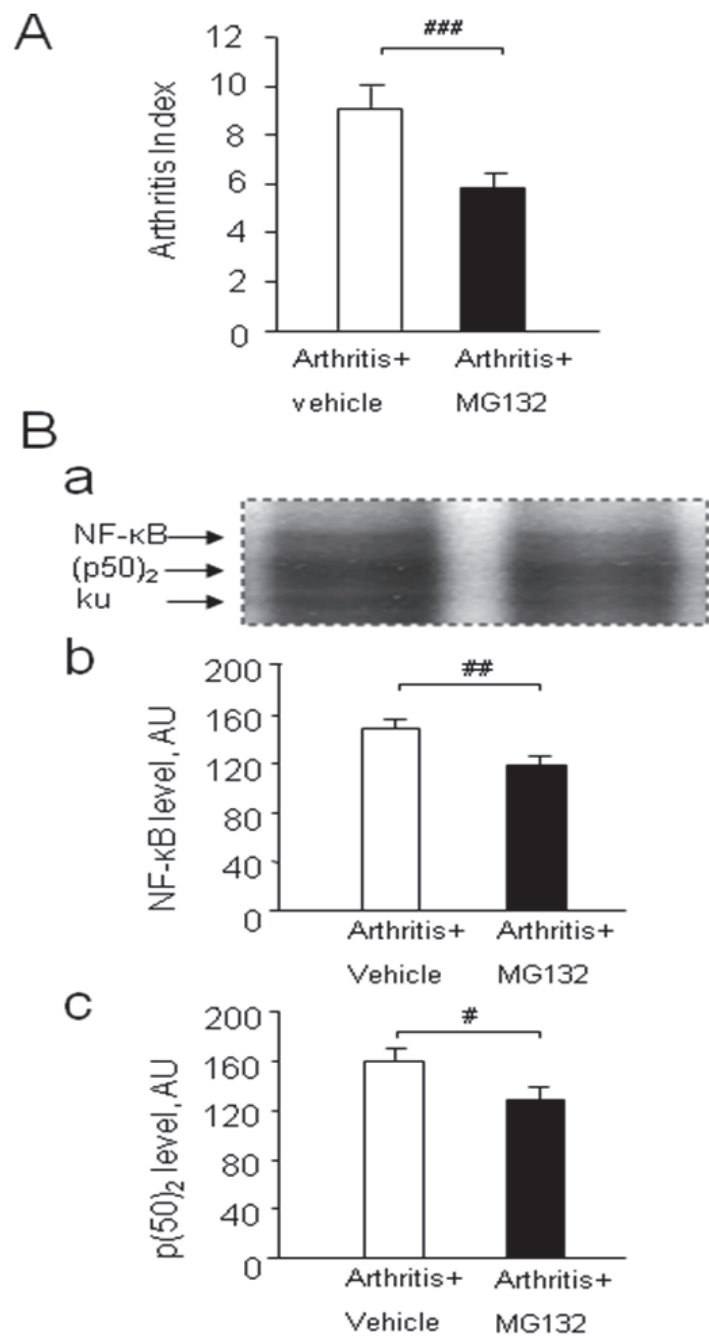 A
###
12
10
8
6
4
2
0
Arthritis Index
Arthritis+ Arthritis+
vehicle MG132
B
a
NF-κB
(p50)₂
ku
b
##
200
160
120
80
40
0
NF-κB level, AU
Arthritis+ Arthritis+
Vehicle MG132
c
#
200
160
120
80
40
0
p(50)₂ level, AU
Arthritis+ Arthritis+
Vehicle MG132